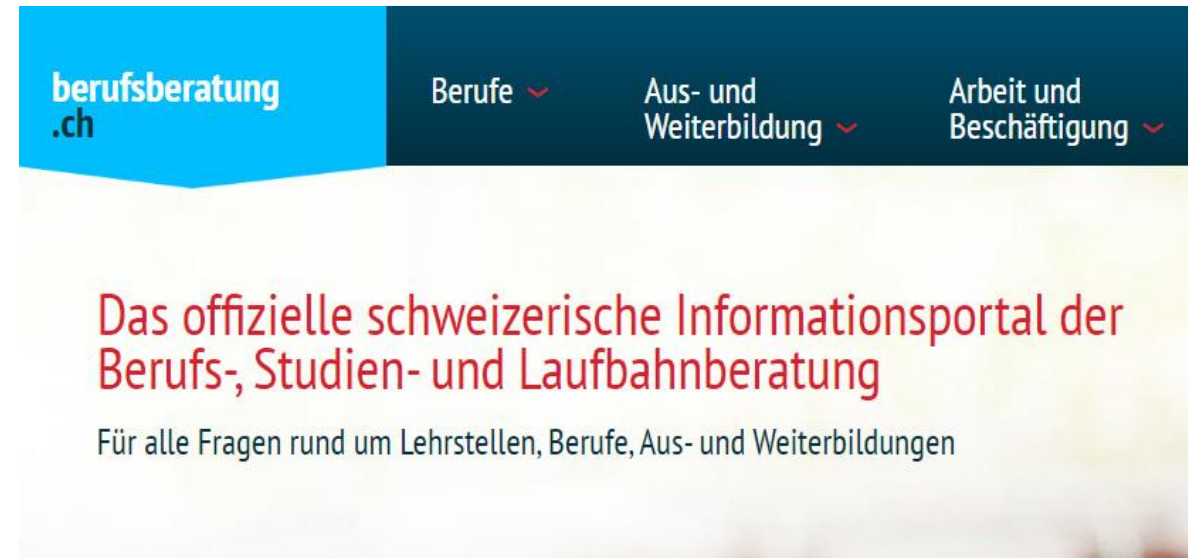 berufsberatung
.ch
Berufe
Aus- und
Weiterbildung
Arbeit und
Beschäftigung
Das offizielle schweizerische Informationsportal der
Berufs-, Studien- und Laufbahnberatung
Für alle Fragen rund um Lehrstellen, Berufe, Aus- und Weiterbildungen